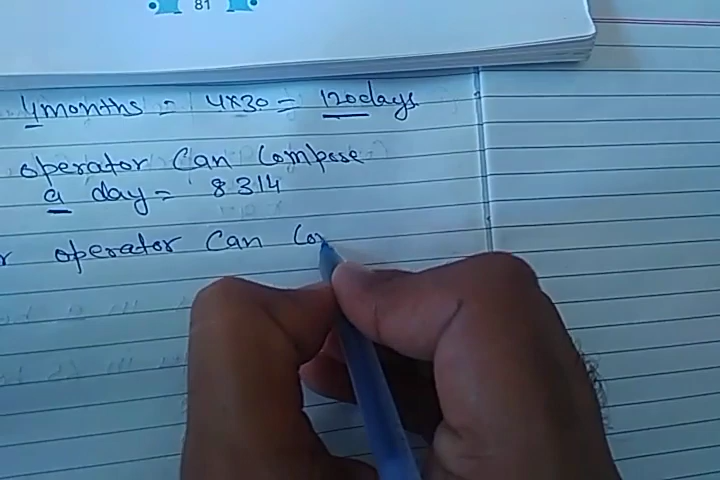 81
4months = 4x30 = 120days
operator Can Compose
a day = 8314
r operator Can Co